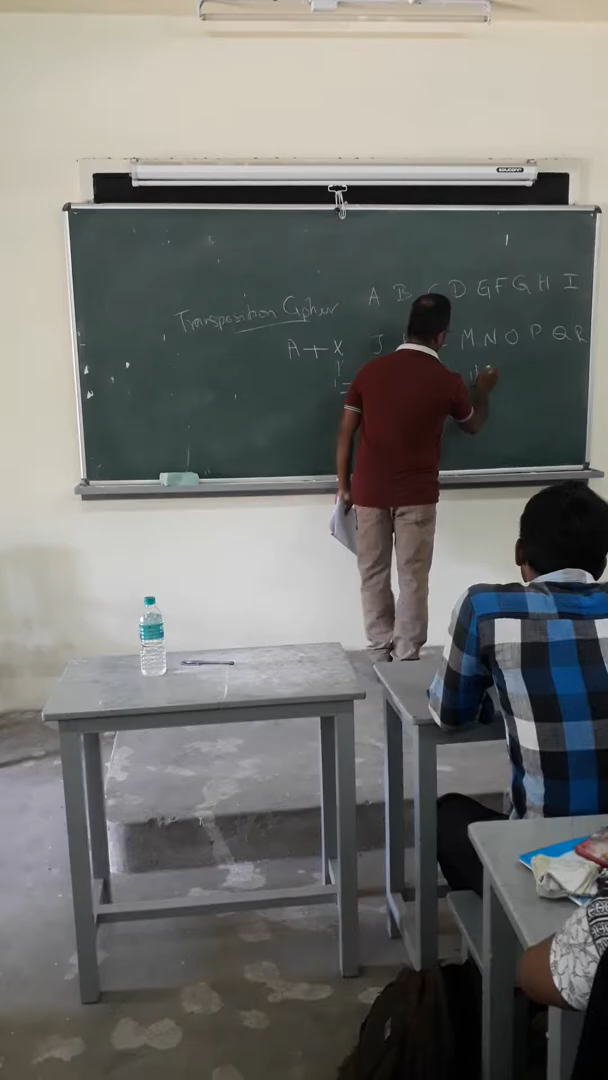 A B C D E F G H I
Transposition Cipher
A + X
J M N O P Q R